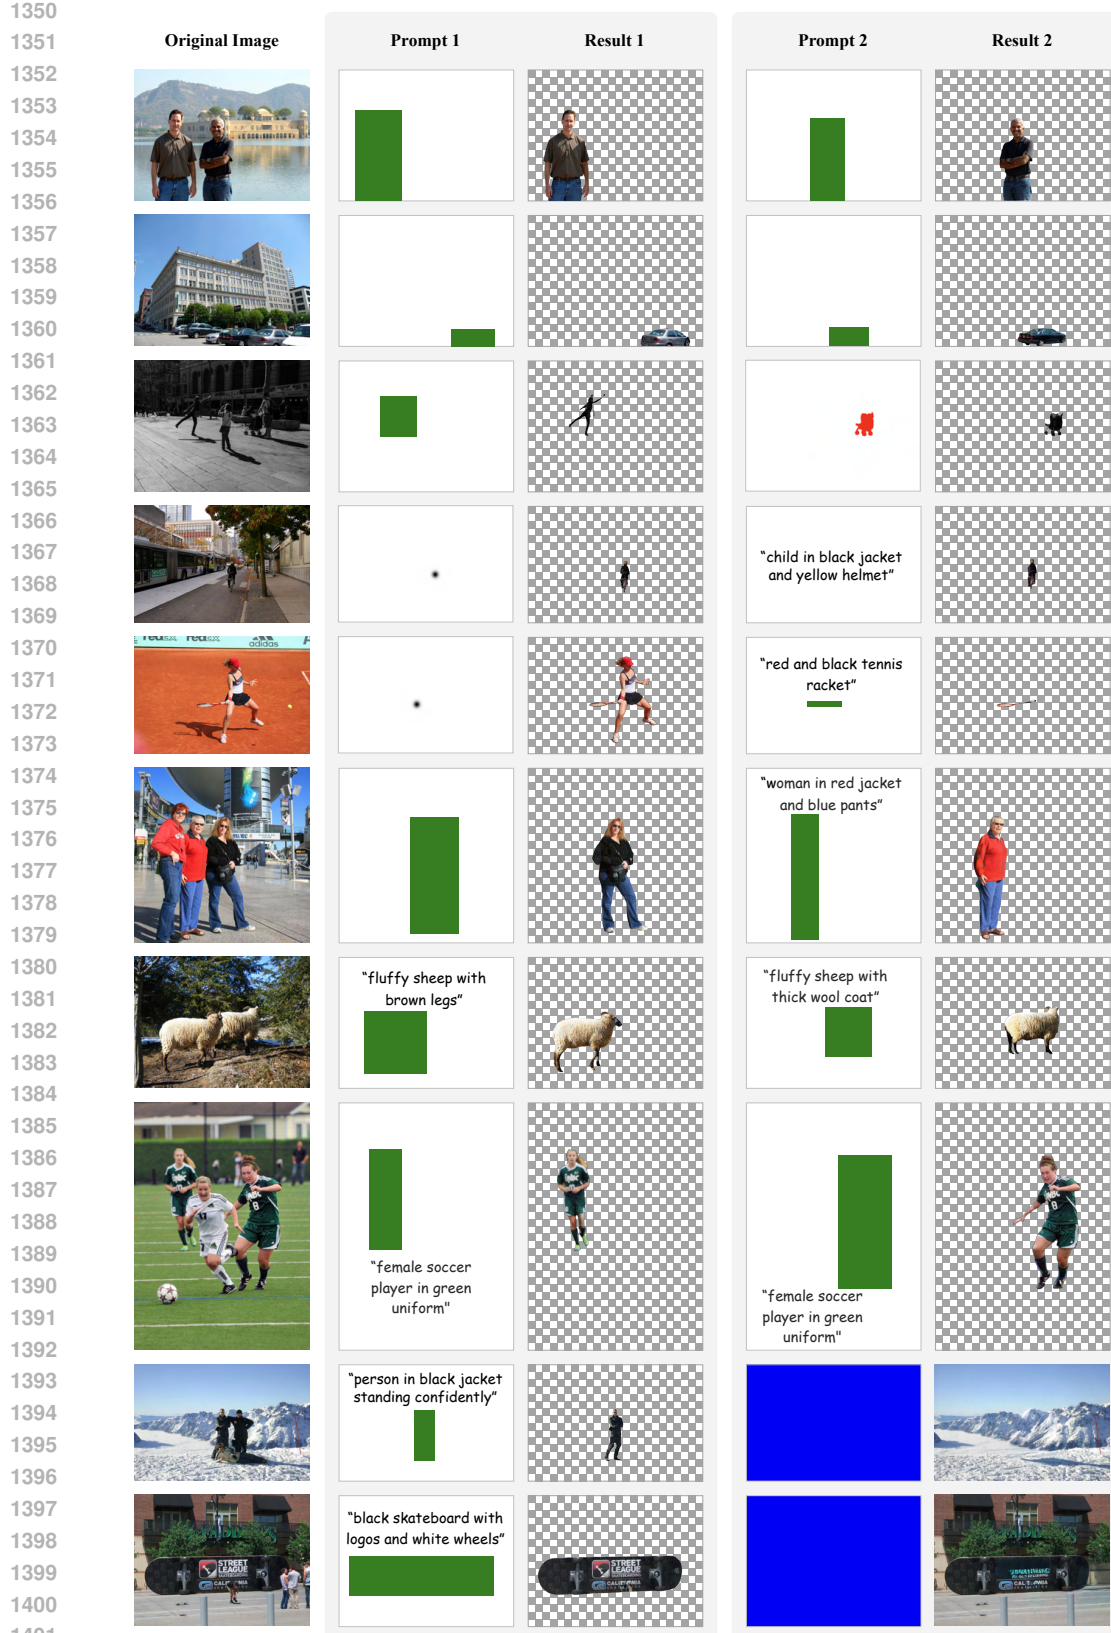 1350
1351
Original Image Prompt 1 Result 1 Prompt 2 Result 2
1352
1353
1354
1355
1356
1357
1358
1359
1360
1361
1362
1363
1364
1365
1366
1367
“child in black jacket
and yellow helmet”
1368
1369
1370
adidas
1371
“red and black tennis
racket”
1372
1373
1374
1375
“woman in red jacket
and blue pants”
1376
1377
1378
1379
1380
“fluffy sheep with
brown legs”
“fluffy sheep with
thick wool coat”
1381
1382
1383
1384
1385
1386
1387
1388
1389
“female soccer
player in green
uniform"
1390
“female soccer
player in green
uniform"
1391
1392
1393
“person in black jacket
standing confidently”
1394
1395
1396
1397
“black skateboard with
logos and white wheels”
1398
1399
STREET
LEAGUE
STREET
LEAGUE
1400
CALIFORNIA